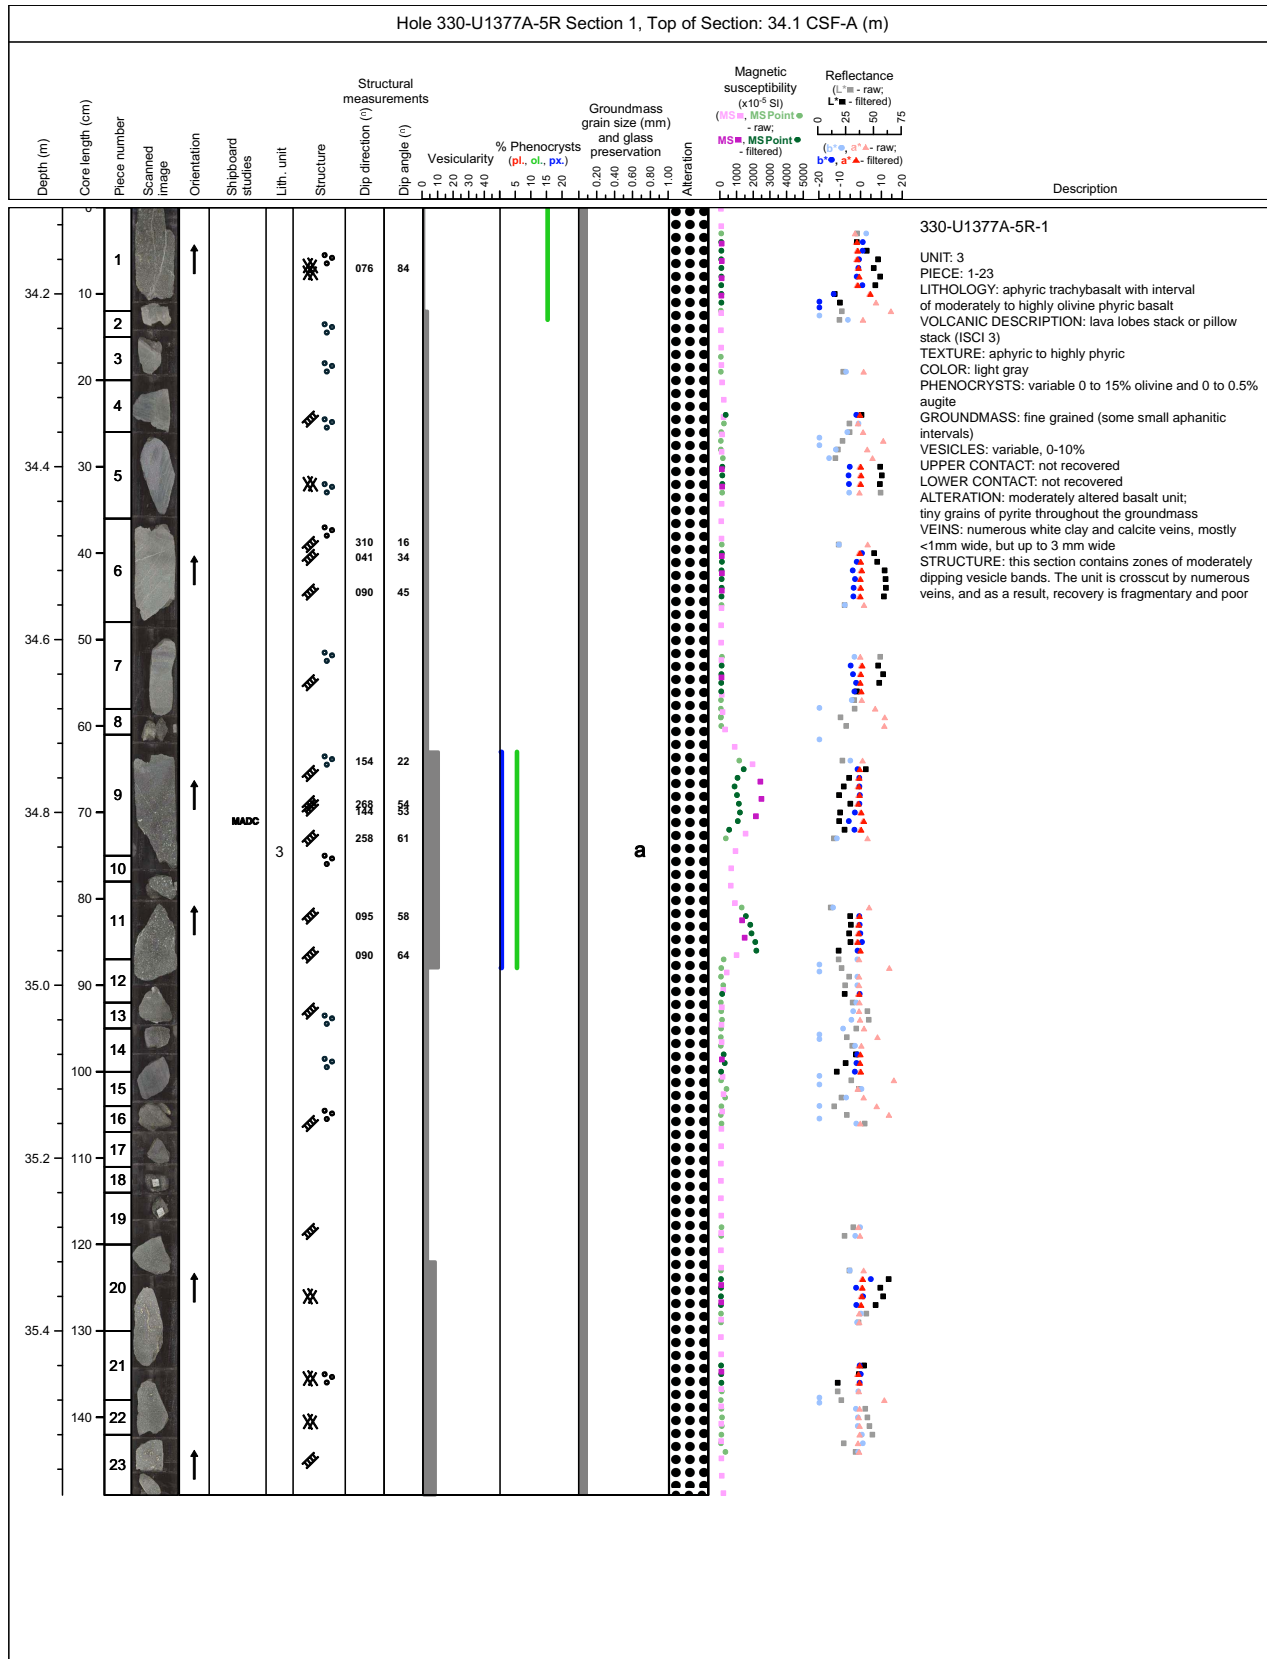 Hole 330-U1377A-5R Section 1, Top of Section: 34.1 CSF-A (m)
Depth (m)
Core length (cm)
Piece number
Scanned image
Orientation
Shipboard studies
Lith. unit
Structure
Structural measurements
Dip direction (°)
Dip angle (°)
Vesicularity
0 10 20 30 40
% Phenocrysts
(pl., ol., px.)
5 10 15 20
Groundmass
grain size (mm)
and glass
preservation
0.20 0.40 0.60 0.80 1.00
Alteration
Magnetic
susceptibility
(x10-5 SI)
(MS, MSPoint
- raw;
MS, MSPoint
- filtered)
0 1000 2000 3000 4000 5000
Reflectance
(L* - raw;
L* - filtered)
0 25 50 75
(b*, a* - raw;
b*, a* - filtered)
-20 -10 0 10 20
Description
330-U1377A-5R-1
UNIT: 3
PIECE: 1-23
LITHOLOGY: aphyric trachybasalt with interval
of moderately to highly olivine phyric basalt
VOLCANIC DESCRIPTION: lava lobes stack or pillow
stack (ISCI 3)
TEXTURE: aphyric to highly phyric
COLOR: light gray
PHENOCRYSTS: variable 0 to 15% olivine and 0 to 0.5%
augite
GROUNDMASS: fine grained (some small aphanitic
intervals)
VESICLES: variable, 0-10%
UPPER CONTACT: not recovered
LOWER CONTACT: not recovered
ALTERATION: moderately altered basalt unit;
tiny grains of pyrite throughout the groundmass
VEINS: numerous white clay and calcite veins, mostly
<1mm wide, but up to 3 mm wide
STRUCTURE: this section contains zones of moderately
dipping vesicle bands. The unit is crosscut by numerous
veins, and as a result, recovery is fragmentary and poor
0
1
076 84
34.2
10
2
3
20
4
34.4
30
5
310 16
40
041 34
6
090 45
34.6
50
7
8
60
154 22
9
268 54
144 53
34.8
70
MADC
258 61
3
a
10
80
11
095 58
090 64
12
35.0
90
13
14
100
15
16
35.2
110
17
18
19
120
20
35.4
130
21
22
140
23